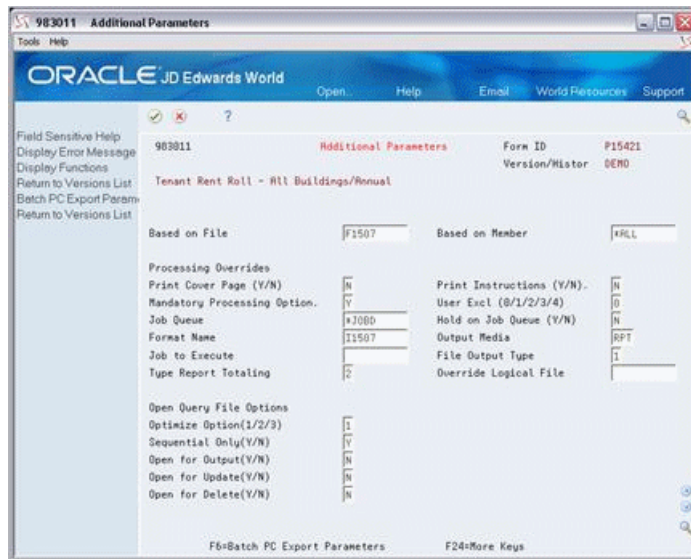 983011 Additional Parameters
Tools Help
ORACLE JD Edwards World
Open.. Help Email World Resources Support
?
Field Sensitive Help
Display Error Message
Display Functions
Return to Versions List
Batch PC Export Param
Return to Versions List
983011 Additional Parameters Form ID P15421
Version/Histor DEMO
Tenant Rent Roll - All Buildings/Annual
Based on File F1507 Based on Member *ALL
Processing Overrides
Print Cover Page (Y/N) N Print Instructions (Y/N). N
Mandatory Processing Option. Y User Excl (0/1/2/3/4) 0
Job Queue *JOBD Hold on Job Queue (Y/N) N
Format Name I1507 Output Media RPT
Job to Execute File Output Type 1
Type Report Totaling 2 Override Logical File
Open Query File Options
Optimize Option(1/2/3) 1
Sequential Only(Y/N) Y
Open for Output(Y/N) N
Open for Update(Y/N) N
Open for Delete(Y/N) N
F6=Batch PC Export Parameters F24=More Keys